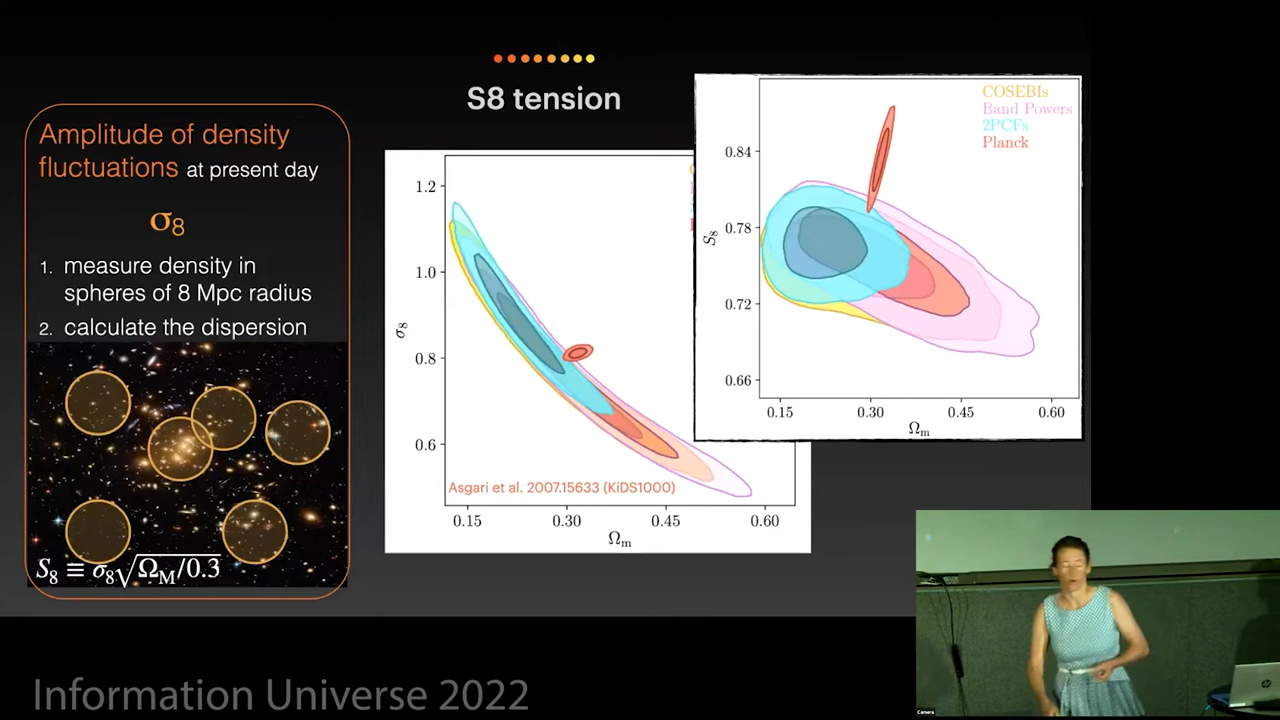 S8 tension
Amplitude of density
fluctuations at present day
σ8
1. measure density in
spheres of 8 Mpc radius
2. calculate the dispersion
S8 ≡ σ8√ΩM/0.3
1.2
1.0
0.8
0.6
σ8
Asgari et al. 2007.15633 (KiDS1000)
0.15 0.30 0.45 0.60
Ωm
COSEBIs
Band Powers
2PCFs
Planck
0.84
0.78
0.72
0.66
S8
0.15 0.30 0.45 0.60
Ωm
Information Universe 2022
Camera
hp